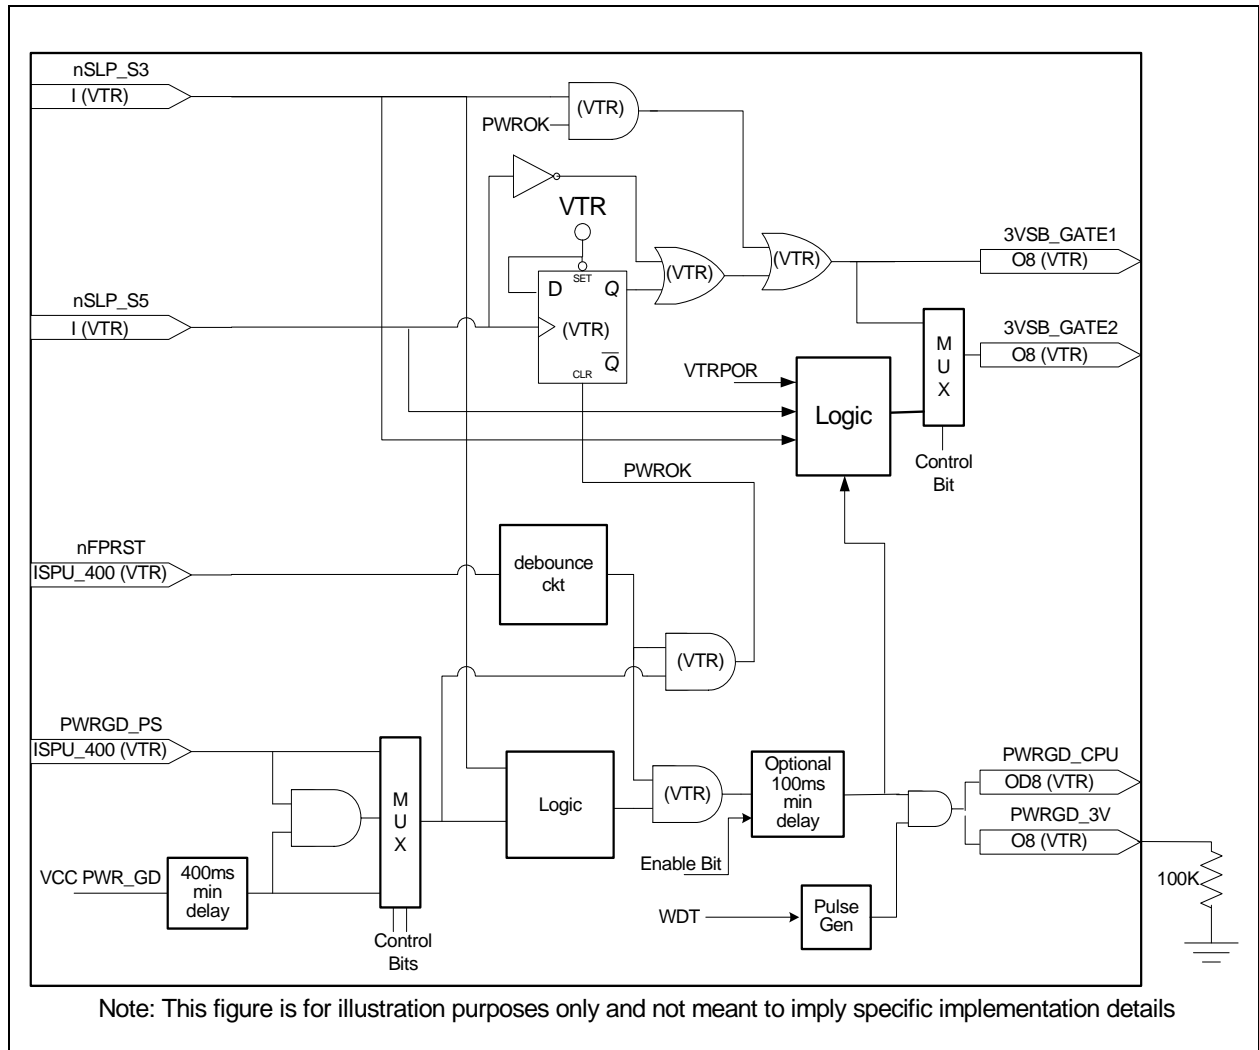 nSLP_S3
I (VTR)
(VTR)
PWROK
VTR
SET
D Q
(VTR)
Q
CLR
nSLP_S5
I (VTR)
(VTR)
(VTR)
3VSB_GATE1
O8 (VTR)
3VSB_GATE2
O8 (VTR)
M
U
X
Control
Bit
VTRPOR
Logic
PWROK
nFPRST
ISPU_400 (VTR)
debounce
ckt
(VTR)
PWRGD_PS
ISPU_400 (VTR)
M
U
X
Control
Bits
VCC PWR_GD
400ms
min
delay
Logic
(VTR)
Optional
100ms
min
delay
Enable Bit
WDT
Pulse
Gen
PWRGD_CPU
OD8 (VTR)
PWRGD_3V
O8 (VTR)
100K
Note: This figure is for illustration purposes only and not meant to imply specific implementation details